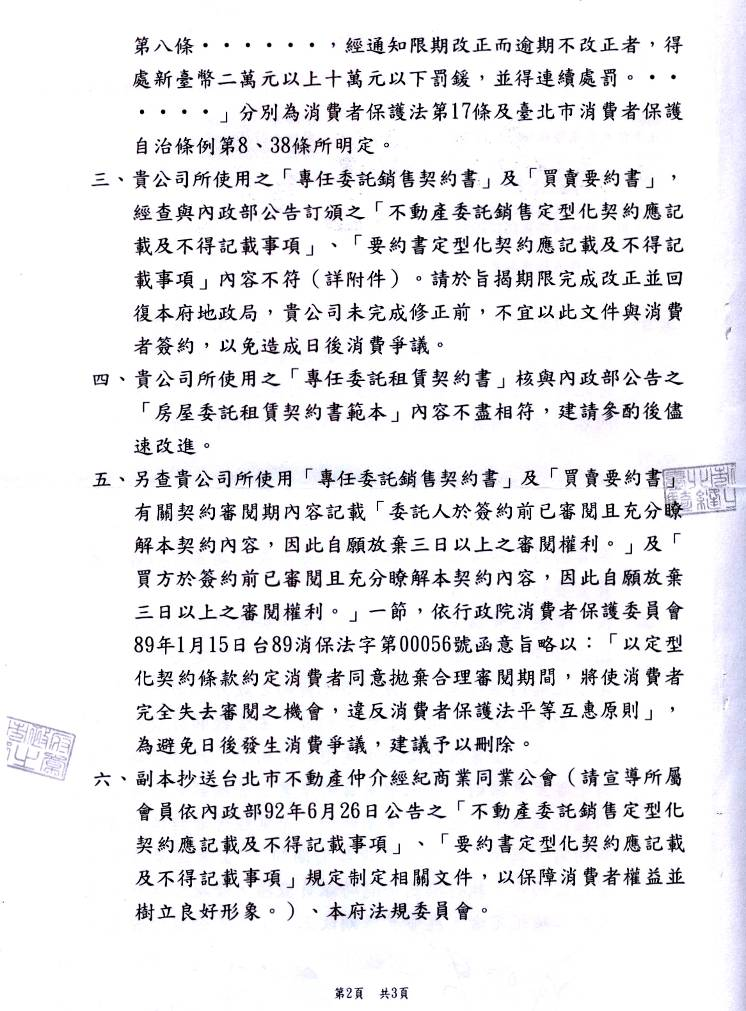 第八條‧‧‧‧‧‧，經通知限期改正而逾期不改正者，得
處新臺幣二萬元以上十萬元以下罰鍰，並得連續處罰。‧‧
‧‧‧‧」分別為消費者保護法第17條及臺北市消費者保護
自治條例第8、38條所明定。
三、貴公司所使用之「專任委託銷售契約書」及「買賣要約書」，
經查與內政部公告訂頒之「不動產委託銷售定型化契約應記
載及不得記載事項」、「要約書定型化契約應記載及不得記
載事項」內容不符（詳附件）。請於旨揭期限完成改正並回
復本府地政局，貴公司未完成修正前，不宜以此文件與消費
者簽約，以免造成日後消費爭議。
四、貴公司所使用之「專任委託租賃契約書」核與內政部公告之
「房屋委託租賃契約書範本」內容不盡相符，建請參酌後儘
速改進。
五、另查貴公司所使用「專任委託銷售契約書」及「買賣要約書」
有關契約審閱期內容記載「委託人於簽約前已審閱且充分瞭
解本契約內容，因此自願放棄三日以上之審閱權利。」及「
買方於簽約前已審閱且充分瞭解本契約內容，因此自願放棄
三日以上之審閱權利。」一節，依行政院消費者保護委員會
89年1月15日台89消保法字第00056號函意旨略以：「以定型
化契約條款約定消費者同意拋棄合理審閱期間，將使消費者
完全失去審閱之機會，違反消費者保護法平等互惠原則」，
為避免日後發生消費爭議，建議予以刪除。
六、副本抄送台北市不動產仲介經紀商業同業公會（請宣導所屬
會員依內政部92年6月26日公告之「不動產委託銷售定型化
契約應記載及不得記載事項」、「要約書定型化契約應記載
及不得記載事項」規定制定相關文件，以保障消費者權益並
樹立良好形象。）、本府法規委員會。
第2頁　共3頁